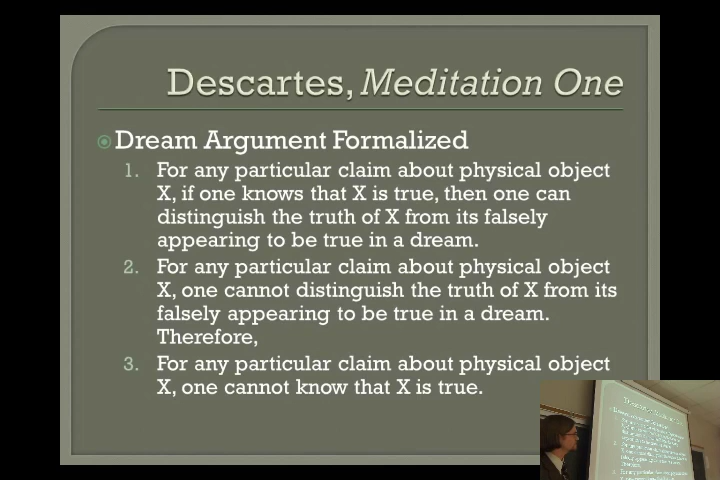 Descartes, Meditation One
Dream Argument Formalized
1. For any particular claim about physical object
X, if one knows that X is true, then one can
distinguish the truth of X from its falsely
appearing to be true in a dream.
2. For any particular claim about physical object
X, one cannot distinguish the truth of X from its
falsely appearing to be true in a dream.
Therefore,
3. For any particular claim about physical object
X, one cannot know that X is true.